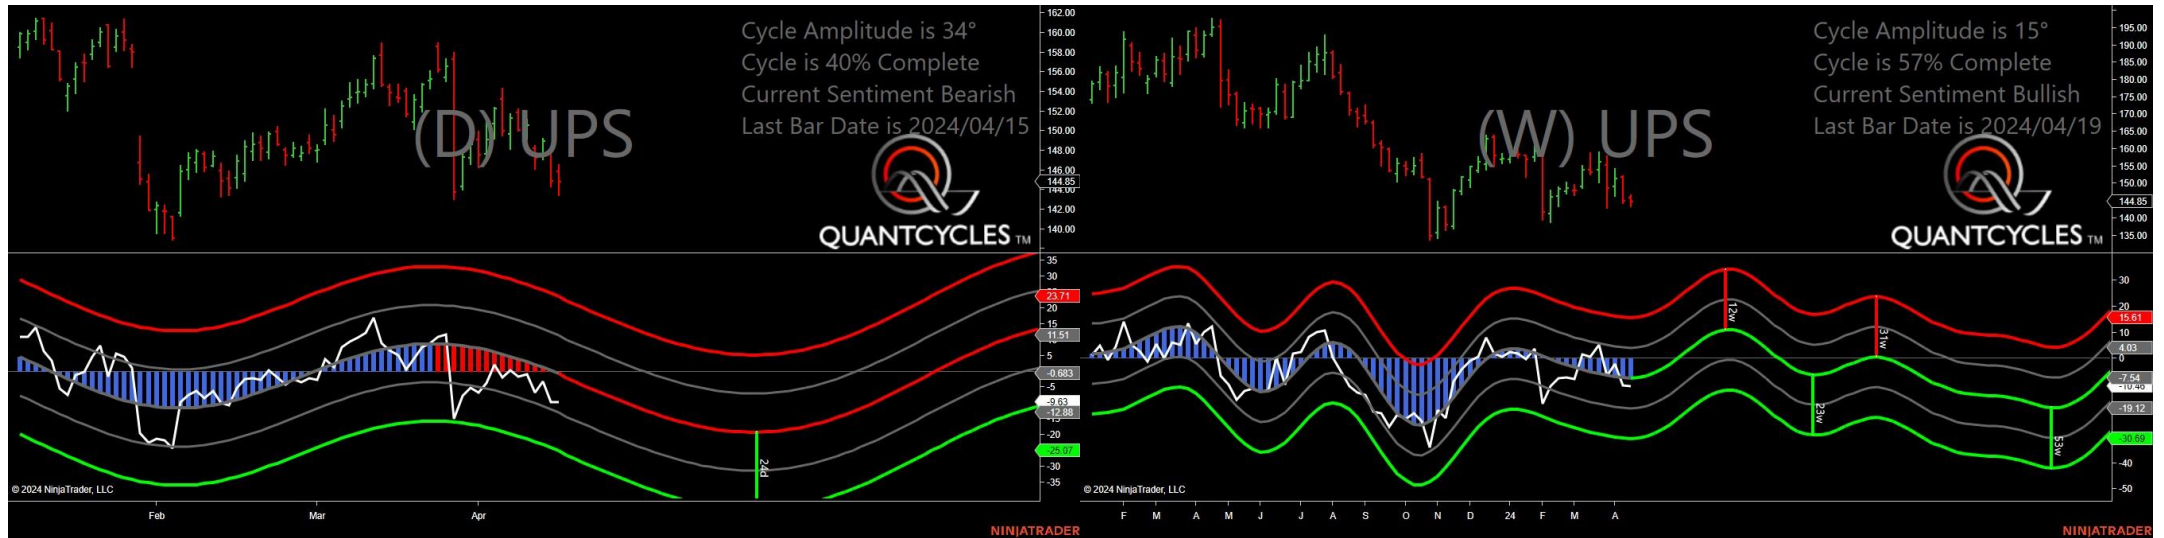 Cycle Amplitude is 34°
Cycle is 40% Complete
Current Sentiment Bearish
Last Bar Date is 2024/04/15
(D) UPS
QUANTCYCLES TM
162.00
160.00
158.00
156.00
154.00
152.00
150.00
148.00
146.00
144.85
144.00
142.00
140.00
35
30
23.71
20
15
11.51
5
-0.683
-5
-9.63
-12.88
-20
-25.07
-30
-35
24d
© 2024 NinjaTrader, LLC
Feb Mar Apr
NINJATRADER
Cycle Amplitude is 15°
Cycle is 57% Complete
Current Sentiment Bullish
Last Bar Date is 2024/04/19
(W) UPS
QUANTCYCLES TM
195.00
190.00
185.00
180.00
175.00
170.00
165.00
160.00
155.00
150.00
144.85
140.00
135.00
30
20
15.61
10
4.03
0
-7.54
-10.46
-19.12
-30.69
-40
-50
12w
23w
31w
53w
© 2024 NinjaTrader, LLC
F M A M J J A S O N D 24 F M A
NINJATRADER